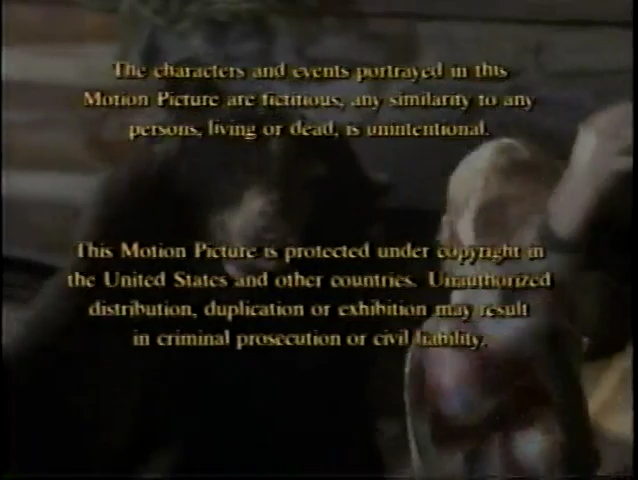 The characters and events portrayed in this
Motion Picture are fictitious, any similarity to any
persons, living or dead, is unintentional.
This Motion Picture is protected under copyright in
the United States and other countries. Unauthorized
distribution, duplication or exhibition may result
in criminal prosecution or civil liability.